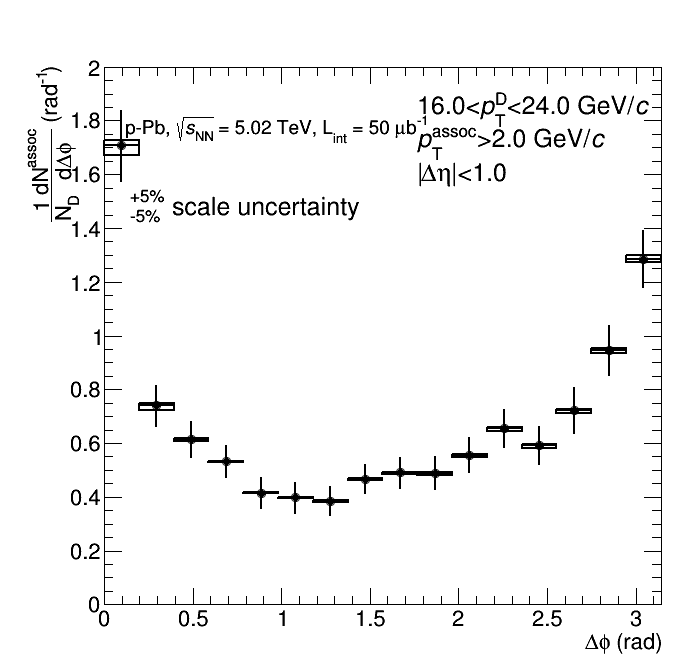 1 dN^assoc / N_D dΔφ (rad^-1)
p-Pb, √s_NN = 5.02 TeV, L_int = 50 μb^-1
16.0<p_T^D<24.0 GeV/c
p_T^assoc>2.0 GeV/c
|Δη|<1.0
+5%
-5% scale uncertainty
2
1.8
1.6
1.4
1.2
1
0.8
0.6
0.4
0.2
0
0 0.5 1 1.5 2 2.5 3
Δφ (rad)